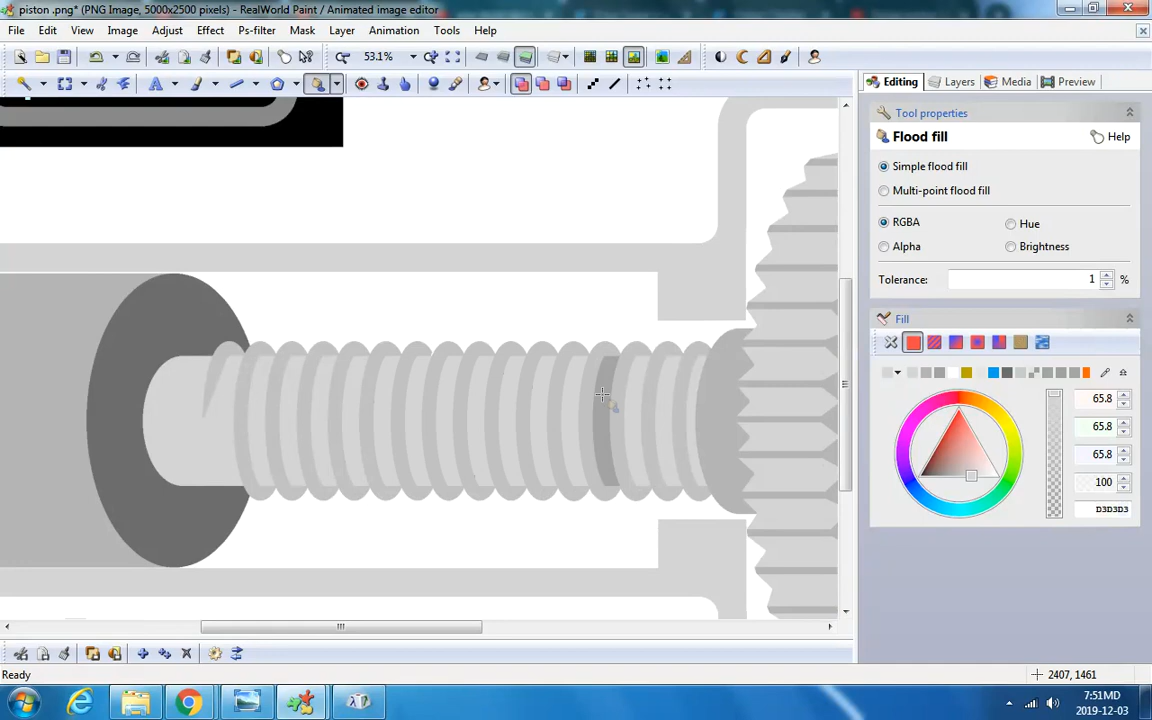 piston .png* (PNG Image, 5000x2500 pixels) - RealWorld Paint / Animated image editor
File Edit View Image Adjust Effect Ps-filter Mask Layer Animation Tools Help
53.1%
Editing Layers Media Preview
Tool properties
Flood fill Help
Simple flood fill
Multi-point flood fill
RGBA Hue
Alpha Brightness
Tolerance: 1 %
Fill
65.8
65.8
65.8
100
D3D3D3
Ready 2407, 1461
7:51MD
2019-12-03